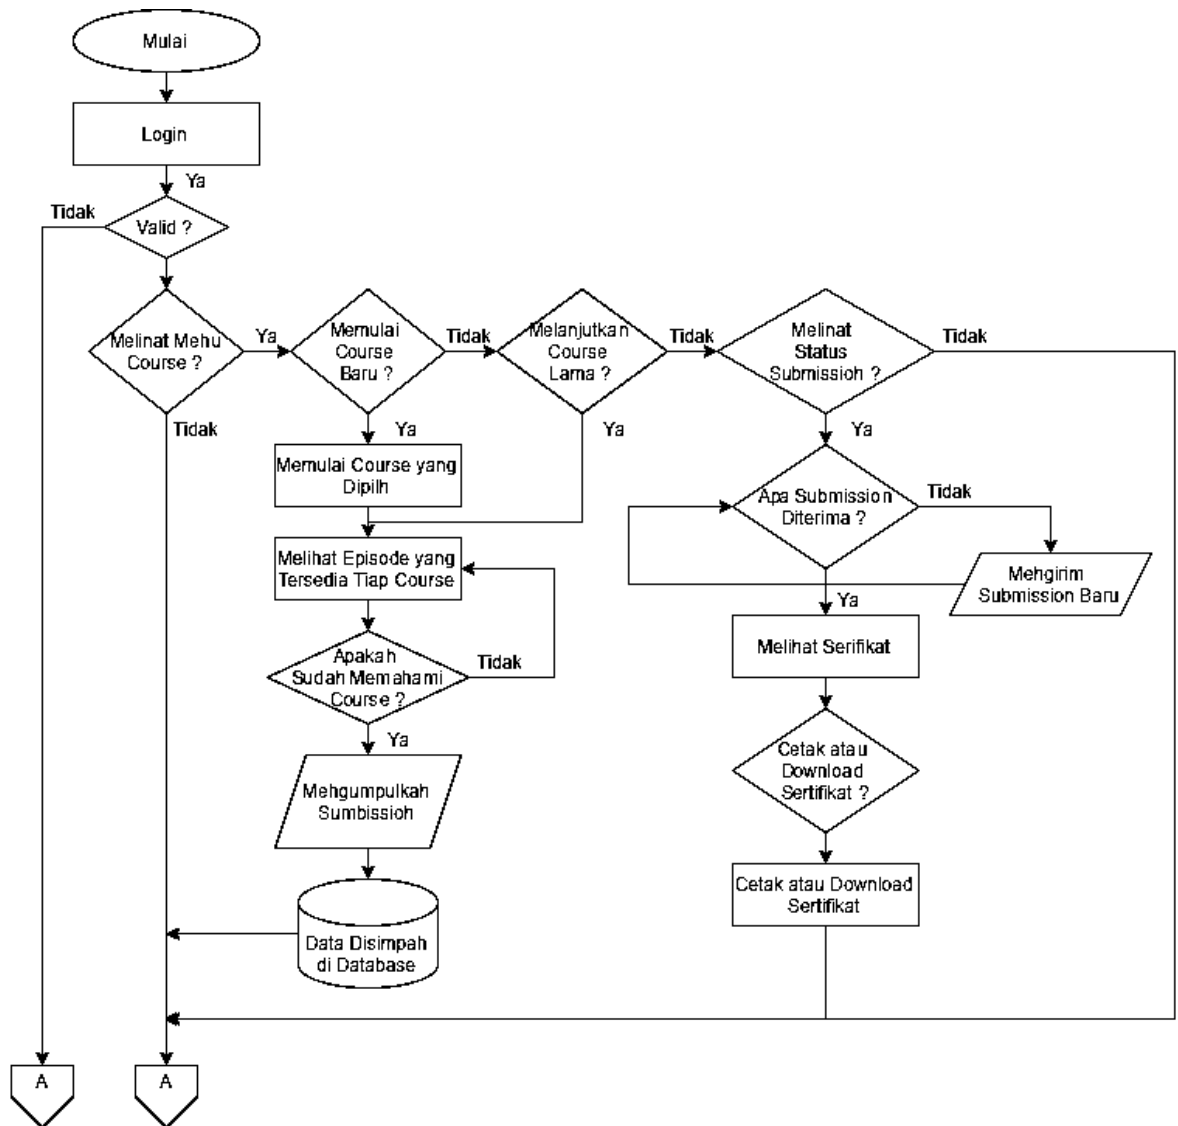 Mulai
Login
Ya
Tidak
Valid ?
Melinat Mehu
Course ?
Ya
Memulai
Course
Baru ?
Tidak
Melanjutkan
Course
Lama ?
Tidak
Melinat
Status
Submissioh ?
Tidak
Tidak
Ya
Ya
Ya
Memulai Course yang
Dipilh
Apa Submission
Diterima ?
Tidak
Melihat Episode yang
Tersedia Tiap Course
Mehgirim
Submission Baru
Ya
Apakah
Sudah Memahami
Course ?
Tidak
Melihat Serifikat
Ya
Cetak atau
Download
Sertifikat ?
Mehgumpulkah
Sumbissioh
Cetak atau Download
Sertifikat
Data Disimpah
di Database
A
A